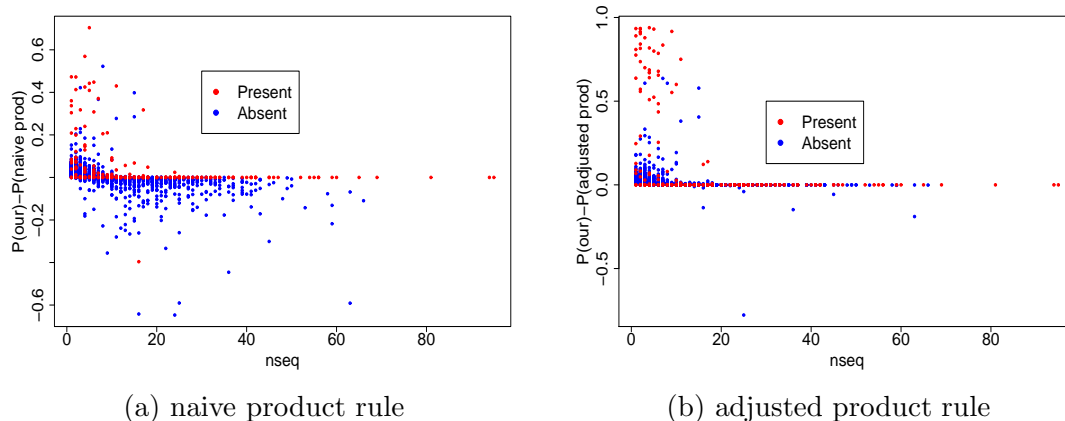 P(our)−P(naive prod)
0.6
0.4
0.2
0.0
−0.2
−0.6
Present
Absent
0 20 40 60 80
nseq
(a) naive product rule
P(our)−P(adjusted prod)
1.0
0.5
0.0
−0.5
Present
Absent
0 20 40 60 80
nseq
(b) adjusted product rule